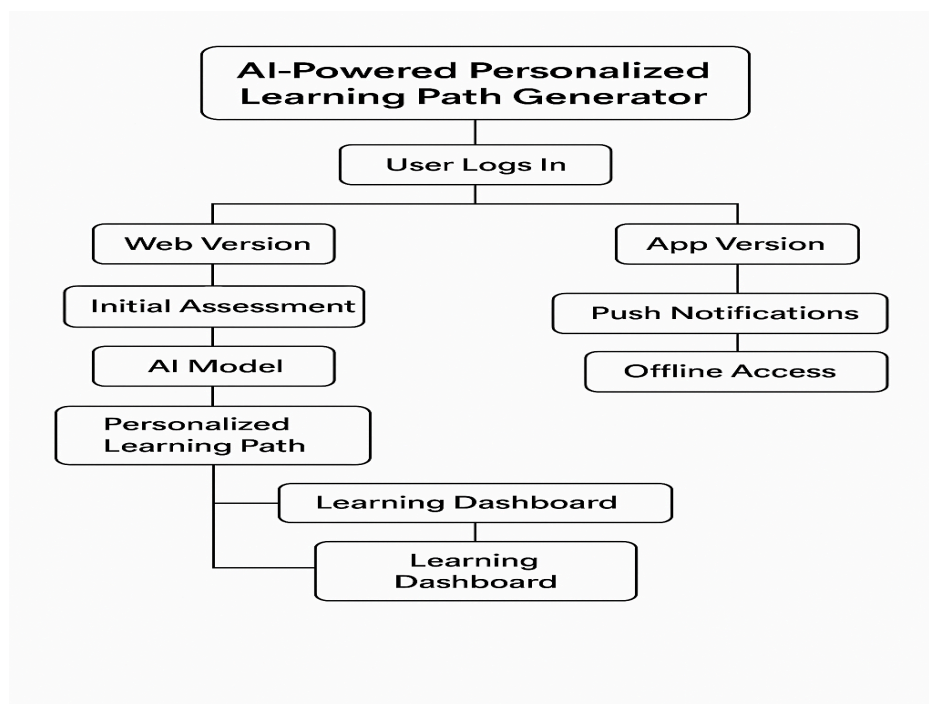 AI-Powered Personalized
Learning Path Generator
User Logs In
Web Version
App Version
Initial Assessment
Push Notifications
AI Model
Offline Access
Personalized
Learning Path
Learning Dashboard
Learning
Dashboard